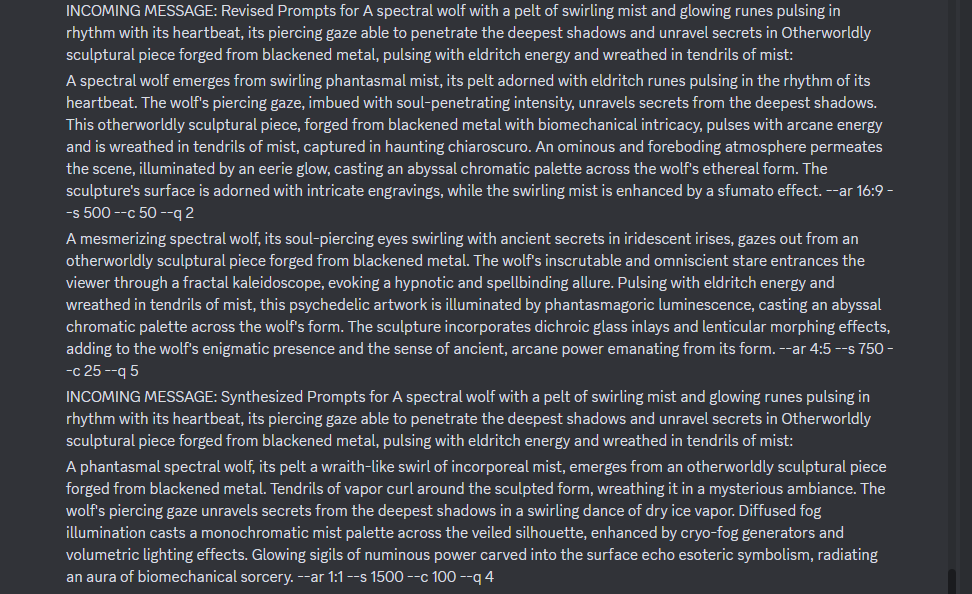 INCOMING MESSAGE: Revised Prompts for A spectral wolf with a pelt of swirling mist and glowing runes pulsing in
rhythm with its heartbeat, its piercing gaze able to penetrate the deepest shadows and unravel secrets in Otherworldly
sculptural piece forged from blackened metal, pulsing with eldritch energy and wreathed in tendrils of mist:
A spectral wolf emerges from swirling phantasmal mist, its pelt adorned with eldritch runes pulsing in the rhythm of its
heartbeat. The wolf's piercing gaze, imbued with soul-penetrating intensity, unravels secrets from the deepest shadows.
This otherworldly sculptural piece, forged from blackened metal with biomechanical intricacy, pulses with arcane energy
and is wreathed in tendrils of mist, captured in haunting chiaroscuro. An ominous and foreboding atmosphere permeates
the scene, illuminated by an eerie glow, casting an abyssal chromatic palette across the wolf's ethereal form. The
sculpture's surface is adorned with intricate engravings, while the swirling mist is enhanced by a sfumato effect. --ar 16:9 -
-s 500 --c 50 --q 2
A mesmerizing spectral wolf, its soul-piercing eyes swirling with ancient secrets in iridescent irises, gazes out from an
otherworldly sculptural piece forged from blackened metal. The wolf's inscrutable and omniscient stare entrances the
viewer through a fractal kaleidoscope, evoking a hypnotic and spellbinding allure. Pulsing with eldritch energy and
wreathed in tendrils of mist, this psychedelic artwork is illuminated by phantasmagoric luminescence, casting an abyssal
chromatic palette across the wolf's form. The sculpture incorporates dichroic glass inlays and lenticular morphing effects,
adding to the wolf's enigmatic presence and the sense of ancient, arcane power emanating from its form. --ar 4:5 --s 750 -
-c 25 --q 5
INCOMING MESSAGE: Synthesized Prompts for A spectral wolf with a pelt of swirling mist and glowing runes pulsing in
rhythm with its heartbeat, its piercing gaze able to penetrate the deepest shadows and unravel secrets in Otherworldly
sculptural piece forged from blackened metal, pulsing with eldritch energy and wreathed in tendrils of mist:
A phantasmal spectral wolf, its pelt a wraith-like swirl of incorporeal mist, emerges from an otherworldly sculptural piece
forged from blackened metal. Tendrils of vapor curl around the sculpted form, wreathing it in a mysterious ambiance. The
wolf's piercing gaze unravels secrets from the deepest shadows in a swirling dance of dry ice vapor. Diffused fog
illumination casts a monochromatic mist palette across the veiled silhouette, enhanced by cryo-fog generators and
volumetric lighting effects. Glowing sigils of numinous power carved into the surface echo esoteric symbolism, radiating
an aura of biomechanical sorcery. --ar 1:1 --s 1500 --c 100 --q 4